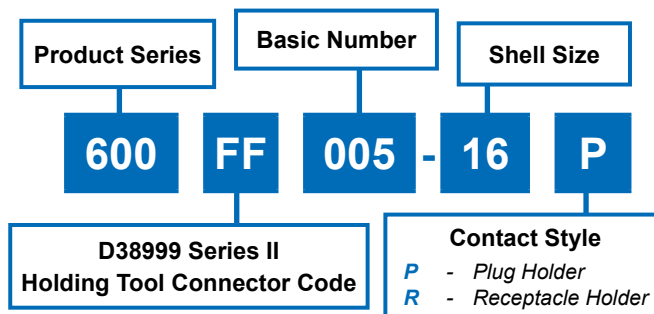 Product Series
Basic Number
Shell Size
600 FF 005 - 16 P
D38999 Series II
Holding Tool Connector Code
Contact Style
P - Plug Holder
R - Receptacle Holder